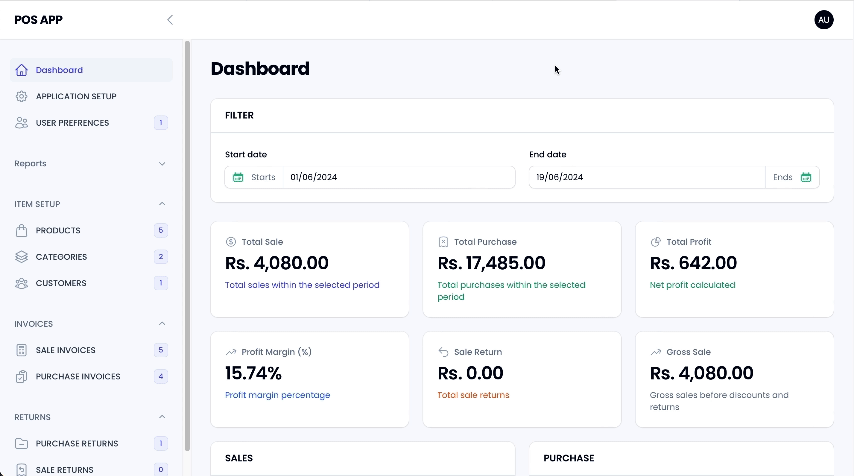 POS APP
AU
Dashboard
APPLICATION SETUP
USER PREFRENCES 1
Reports
ITEM SETUP
PRODUCTS 5
CATEGORIES 2
CUSTOMERS 1
INVOICES
SALE INVOICES 5
PURCHASE INVOICES 4
RETURNS
PURCHASE RETURNS 1
SALE RETURNS 0
Dashboard
FILTER
Start date
Starts 01/06/2024
End date
19/06/2024 Ends
Total Sale
Rs. 4,080.00
Total sales within the selected period
Total Purchase
Rs. 17,485.00
Total purchases within the selected
period
Total Profit
Rs. 642.00
Net profit calculated
Profit Margin (%)
15.74%
Profit margin percentage
Sale Return
Rs. 0.00
Total sale returns
Gross Sale
Rs. 4,080.00
Gross sales before discounts and
returns
SALES
PURCHASE